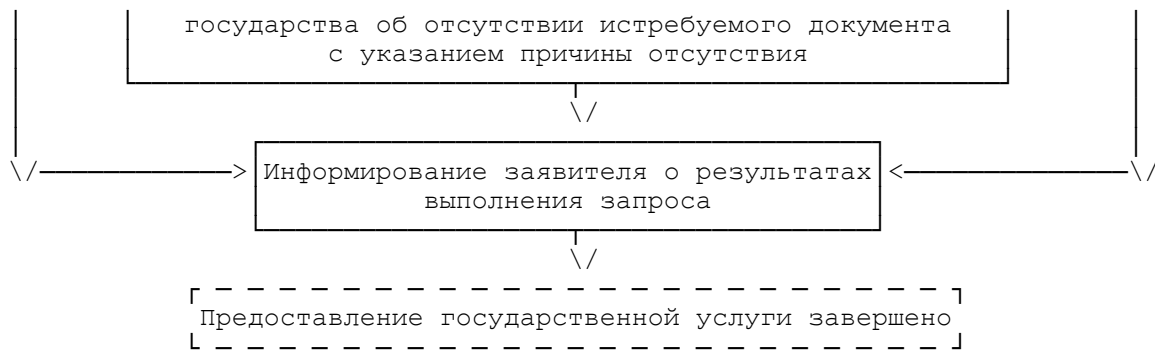 государства об отсутствии истребуемого документа
с указанием причины отсутствия
Информирование заявителя о результатах
выполнения запроса
Предоставление государственной услуги завершено